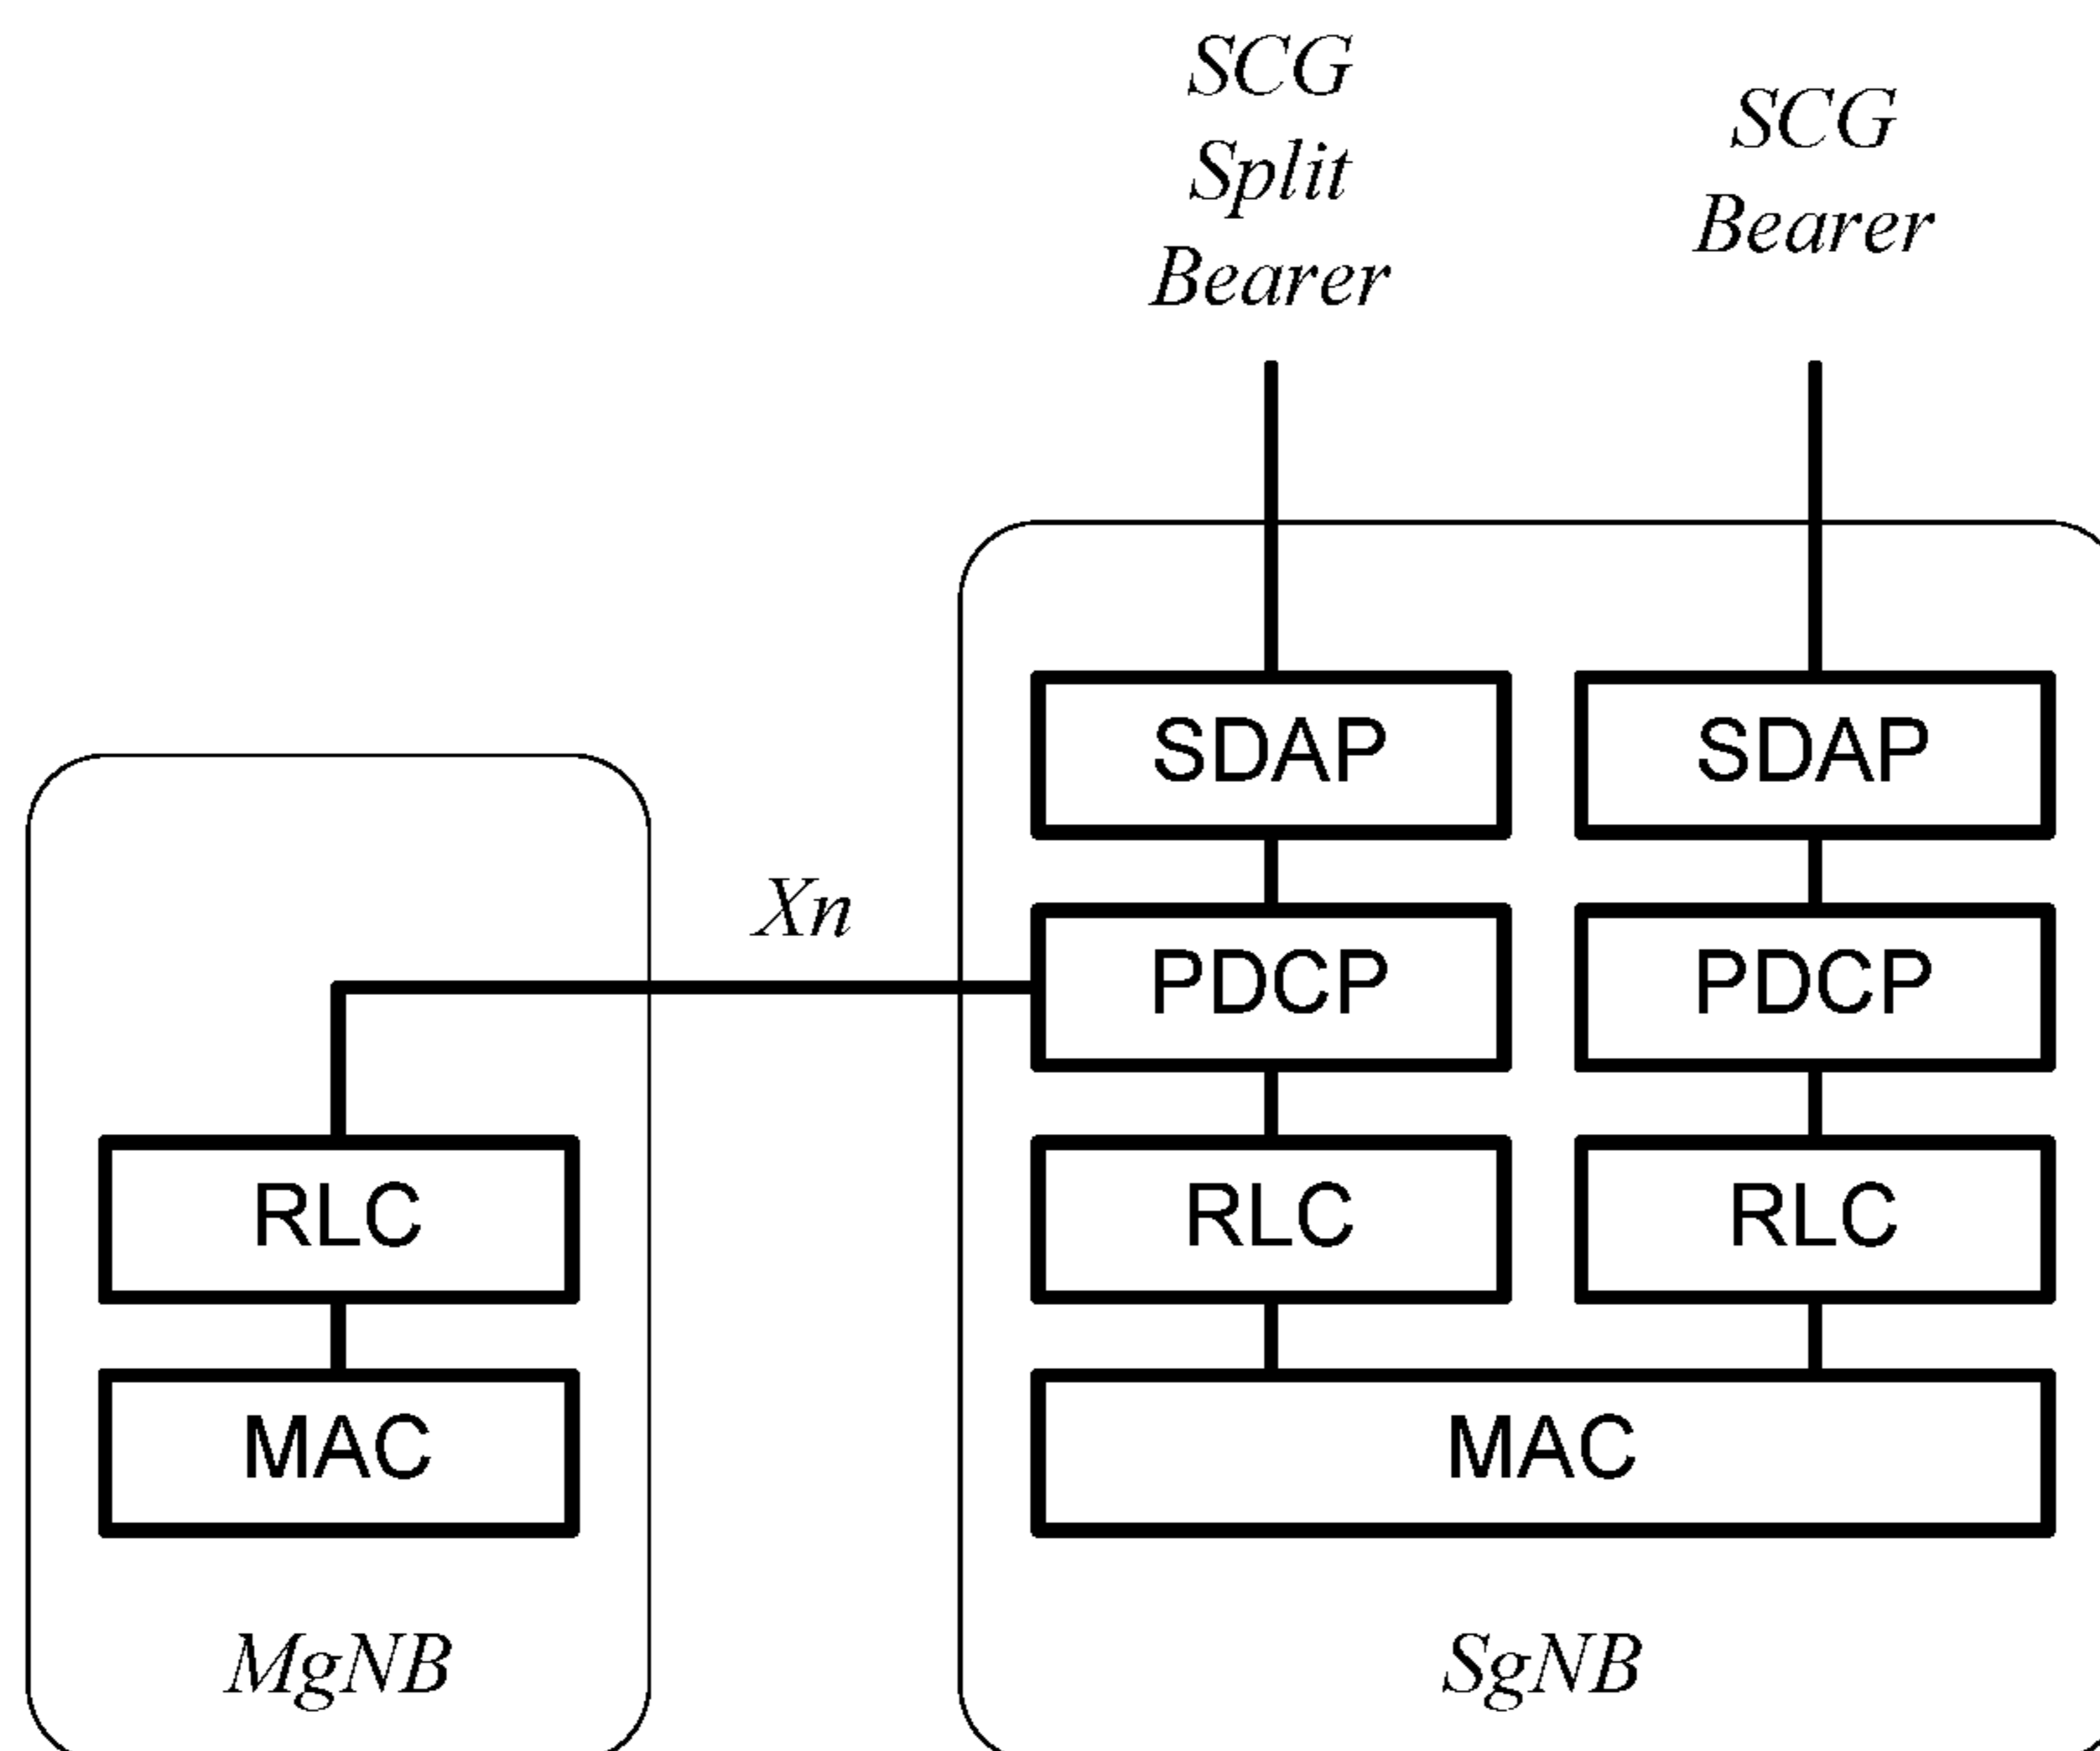 SCG
Split
Bearer
SCG
Bearer
SDAP
SDAP
Xn
PDCP
PDCP
RLC
RLC
RLC
MAC
MAC
MgNB
SgNB